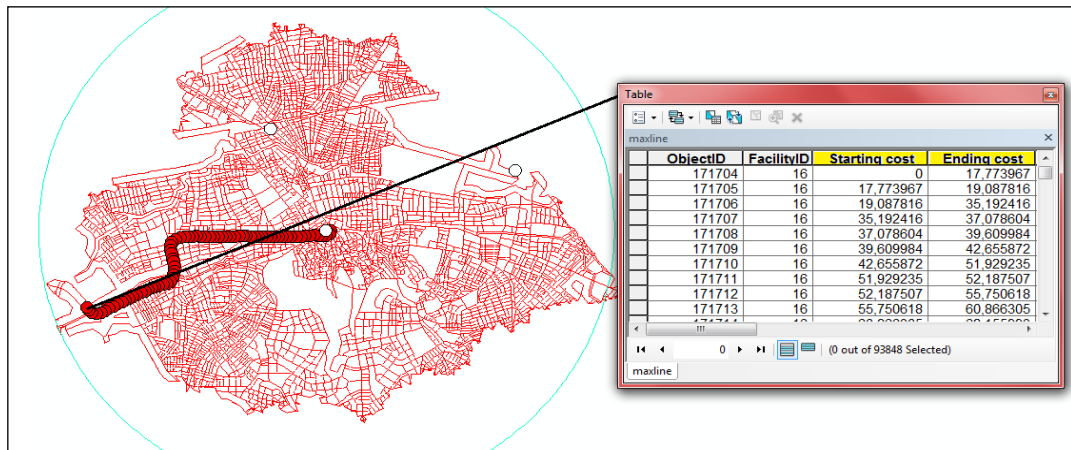 Table
maxline
ObjectID FacilityID Starting cost Ending cost
171704 16 0 17,773967
171705 16 17,773967 19,087816
171706 16 19,087816 35,192416
171707 16 35,192416 37,078604
171708 16 37,078604 39,609984
171709 16 39,609984 42,655872
171710 16 42,655872 51,929235
171711 16 51,929235 52,187507
171712 16 52,187507 55,750618
171713 16 55,750618 60,866305
0 (0 out of 93848 Selected)
maxline